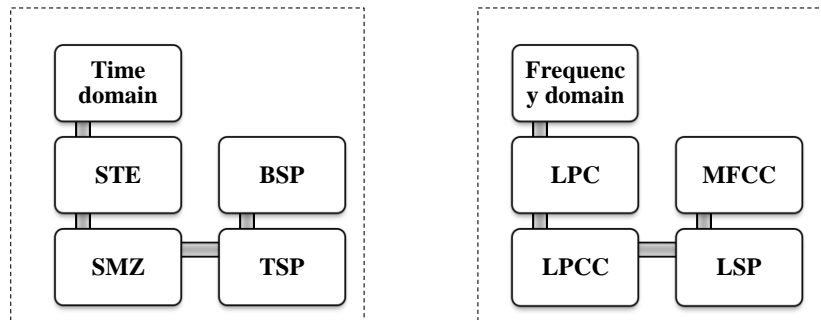 Time
domain
STE
BSP
SMZ
TSP
Frequenc
y domain
LPC
MFCC
LPCC
LSP